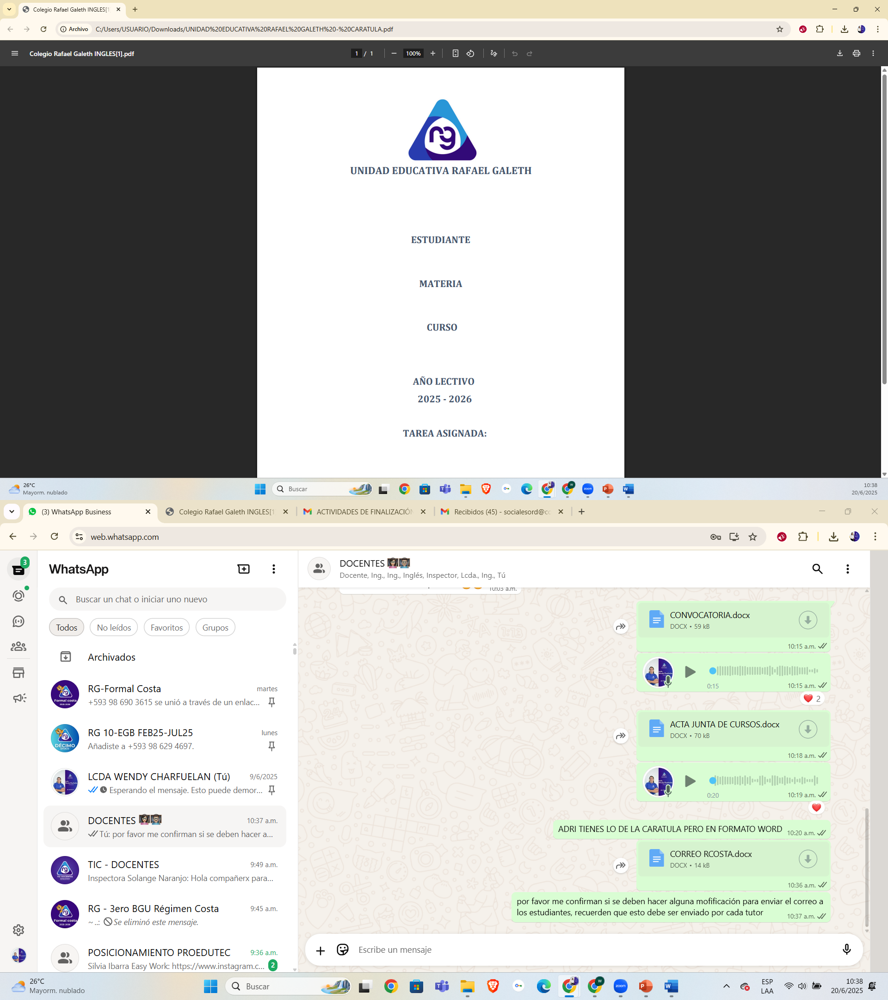 Colegio Rafael Galeth INGLES[1
Archivo
C:/Users/USUARIO/Downloads/UNIDAD%20EDUCATIVA%20RAFAEL%20GALETH%20-%20CARATULA.pdf
Colegio Rafael Galeth INGLES[1].pdf
1 / 1
100%
rg
UNIDAD EDUCATIVA RAFAEL GALETH
ESTUDIANTE
MATERIA
CURSO
AÑO LECTIVO
2025 - 2026
TAREA ASIGNADA:
26°C
Mayorm. nublado
Buscar
10:38
20/6/2025
(3) WhatsApp Business
Colegio Rafael Galeth INGLES[1
ACTIVIDADES DE FINALIZACIÓN
Recibidos (45) - socialesord@co
web.whatsapp.com
3
WhatsApp
Buscar un chat o iniciar uno nuevo
Todos
No leídos
Favoritos
Grupos
Archivados
RG-Formal Costa
martes
+593 98 690 3615 se unió a través de un enlac...
RG 10-EGB FEB25-JUL25
lunes
Añadiste a +593 98 629 4697.
LCDA WENDY CHARFUELAN (Tú)
9/6/2025
Esperando el mensaje. Esto puede demor...
DOCENTES 👩🏻‍🏫👨🏻‍🏫
10:37 a.m.
Tú: por favor me confirman si se deben hacer a...
TIC - DOCENTES
9:49 a.m.
Inspectora Solange Naranjo: Hola compañerx para...
RG - 3ero BGU Régimen Costa
9:45 a.m.
~ ..: Se eliminó este mensaje.
POSICIONAMIENTO PROEDUTEC
9:36 a.m.
Silvia Ibarra Easy Work: https://www.instagram.c...
2
DOCENTES 👩🏻‍🏫👨🏻‍🏫
Docente, Ing., Ing., Inglés, Inspector, Lcda., Ing., Tú
10:03 a.m.
CONVOCATORIA.docx
DOCX • 59 kB
10:15 a.m.
0:15
10:15 a.m.
2
ACTA JUNTA DE CURSOS.docx
DOCX • 70 kB
10:18 a.m.
0:20
10:19 a.m.
ADRI TIENES LO DE LA CARATULA PERO EN FORMATO WORD
10:20 a.m.
CORREO RCOSTA.docx
DOCX • 14 kB
10:36 a.m.
por favor me confirman si se deben hacer alguna mofificación para enviar el correo a
los estudiantes, recuerden que esto debe ser enviado por cada tutor
10:37 a.m.
Escribe un mensaje
26°C
Mayorm. nublado
Buscar
ESP
LAA
10:38
20/6/2025